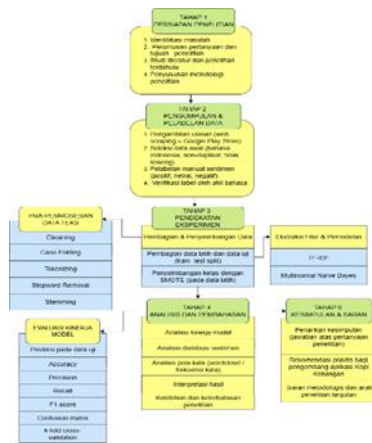 TAHAP 1
PERSIAPAN PENELITIAN
1. Identifikasi masalah
2. Perumusan pertanyaan dan
tujuan penelitian
3. Studi literatur dan penelitian
terdahulu
4. Penyusunan metodologi
penelitian
TAHAP 2
PENGUMPULAN &
PELABELAN DATA
1. Pengambilan ulasan (web
scraping – Google Play Store)
2. Seleksi data awal (bahasa
Indonesia, non-duplikat, tidak
kosong)
3. Pelabelan manual sentimen
(positif, netral, negatif)
4. Verifikasi label oleh ahli bahasa
TAHAP 3
PENDEKATAN
EKSPERIMEN
Pembagian & Penyeimbangan Data
Pembagian data latih dan data uji
(train test split)
Penyeimbangan kelas dengan
SMOTE (pada data latih)
PRA-PEMROSESAN
DATA TEKS
Cleaning
Case Folding
Tokenizing
Stopword Removal
Stemming
Ekstraksi Fitur & Pemodelan
TF-IDF
Multinomial Naive Bayes
EVALUASI KINERJA
MODEL
Prediksi pada data uji
Accuracy
Precision
Recall
F1-score
Confusion matrix
k-fold cross-
validation
TAHAP 4
ANALISIS DAN PEMBAHASAN
Analisis kinerja model
Analisis distribusi sentimen
Analisis pola kata (wordcloud /
frekuensi kata)
Interpretasi hasil
Kelebihan dan keterbatasan
penelitian
TAHAP 5
KESIMPULAN & SARAN
Penarikan kesimpulan
(jawaban atas pertanyaan
penelitian)
Rekomendasi praktis bagi
pengembang aplikasi Kopi
Kenangan
Saran metodologis dan arah
penelitian lanjutan